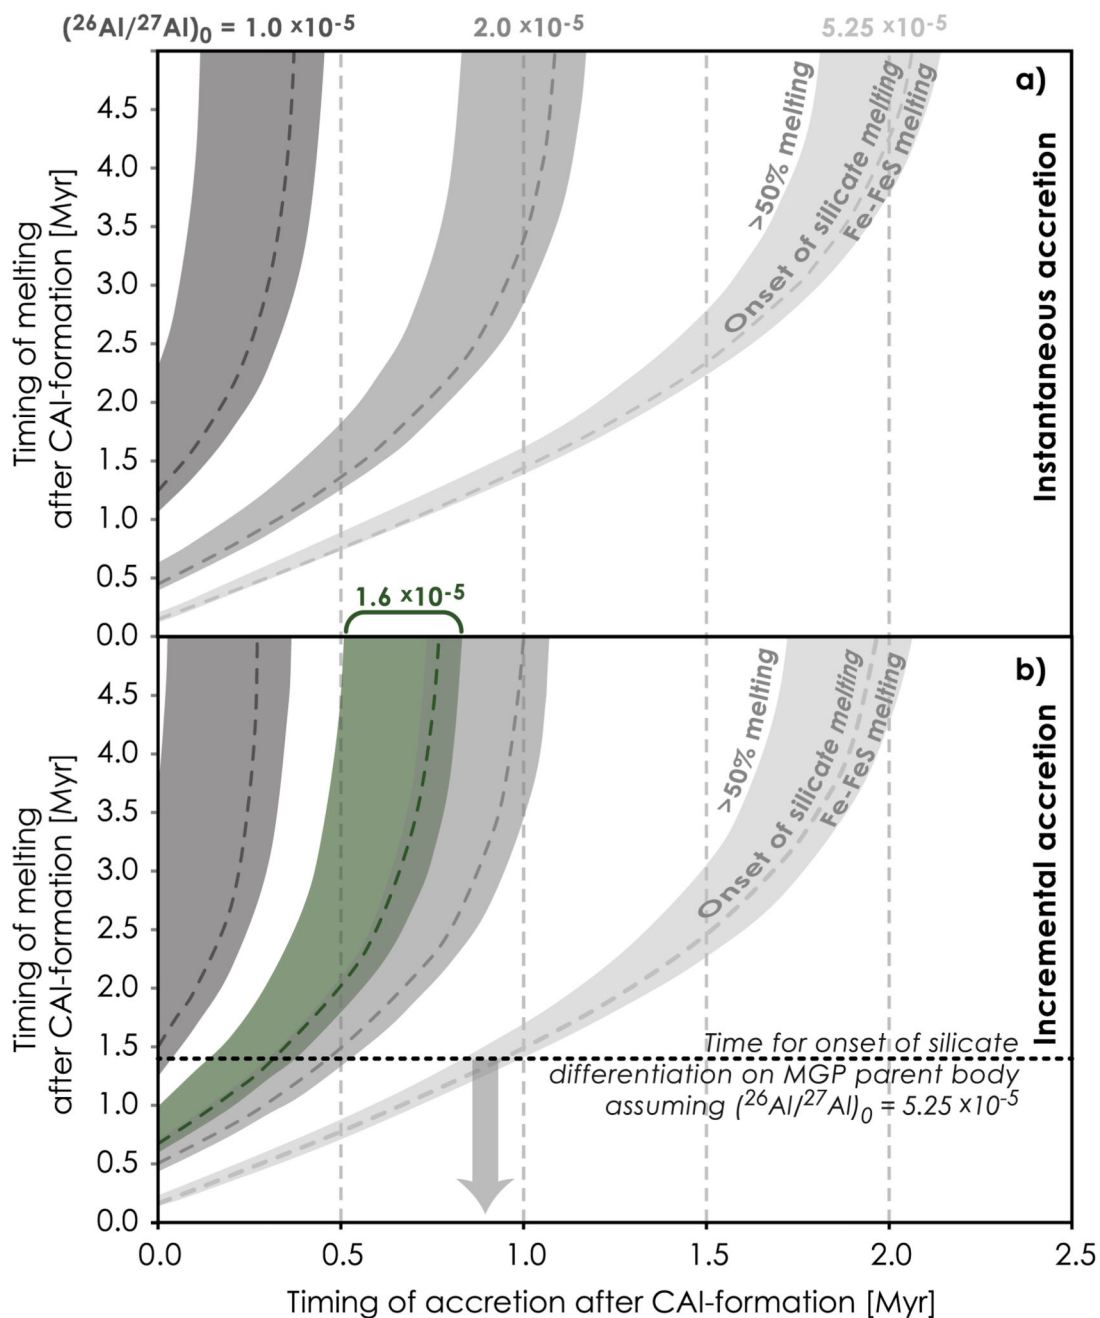 (²⁶Al/²⁷Al)₀ = 1.0 ×10⁻⁵ 2.0 ×10⁻⁵ 5.25 ×10⁻⁵
a)
>50% melting
Onset of silicate melting
Fe-FeS melting
Instantaneous accretion
Timing of melting
after CAI-formation [Myr]
4.5
4.0
3.5
3.0
2.5
2.0
1.5
1.0
0.5
0.0
1.6 ×10⁻⁵
b)
>50% melting
Onset of silicate melting
Fe-FeS melting
Incremental accretion
Timing of melting
after CAI-formation [Myr]
4.5
4.0
3.5
3.0
2.5
2.0
1.5
1.0
0.5
0.0
Time for onset of silicate
differentiation on MGP parent body
assuming (²⁶Al/²⁷Al)₀ = 5.25 ×10⁻⁵
0.0 0.5 1.0 1.5 2.0 2.5
Timing of accretion after CAI-formation [Myr]